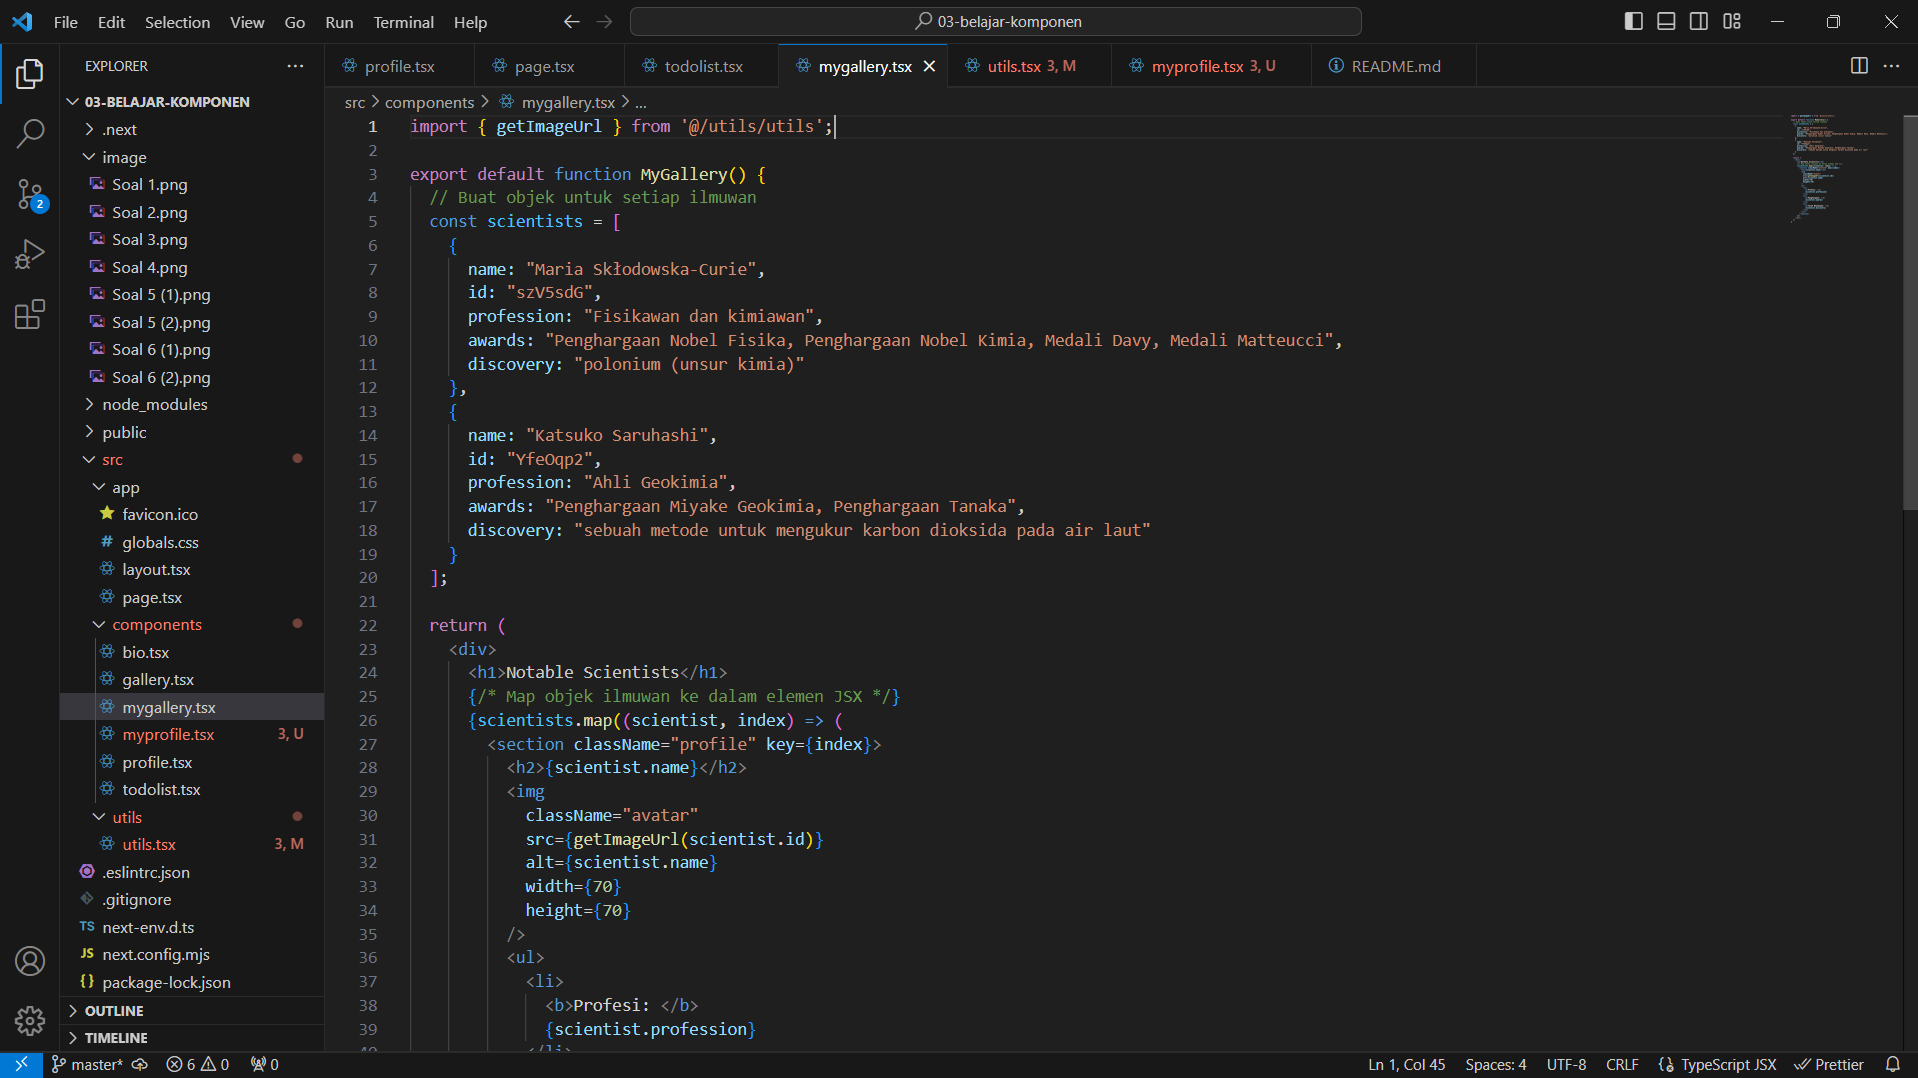 File Edit Selection View Go Run Terminal Help
03-belajar-komponen
EXPLORER
03-BELAJAR-KOMPONEN
.next
image
Soal 1.png
Soal 2.png
Soal 3.png
Soal 4.png
Soal 5 (1).png
Soal 5 (2).png
Soal 6 (1).png
Soal 6 (2).png
node_modules
public
src
app
favicon.ico
globals.css
layout.tsx
page.tsx
components
bio.tsx
gallery.tsx
mygallery.tsx
myprofile.tsx 3, U
profile.tsx
todolist.tsx
utils
utils.tsx 3, M
.eslintrc.json
.gitignore
TS next-env.d.ts
JS next.config.mjs
{} package-lock.json
OUTLINE
TIMELINE
2
profile.tsx page.tsx todolist.tsx mygallery.tsx utils.tsx 3, M myprofile.tsx 3, U README.md
src > components > mygallery.tsx > ...
1 import { getImageUrl } from '@/utils/utils';
2
3 export default function MyGallery() {
4 // Buat objek untuk setiap ilmuwan
5 const scientists = [
6 {
7 name: "Maria Skłodowska-Curie",
8 id: "szV5sdG",
9 profession: "Fisikawan dan kimiawan",
10 awards: "Penghargaan Nobel Fisika, Penghargaan Nobel Kimia, Medali Davy, Medali Matteucci",
11 discovery: "polonium (unsur kimia)"
12 },
13 {
14 name: "Katsuko Saruhashi",
15 id: "YfeOqp2",
16 profession: "Ahli Geokimia",
17 awards: "Penghargaan Miyake Geokimia, Penghargaan Tanaka",
18 discovery: "sebuah metode untuk mengukur karbon dioksida pada air laut"
19 }
20 ];
21
22 return (
23 <div>
24 <h1>Notable Scientists</h1>
25 {/* Map objek ilmuwan ke dalam elemen JSX */}
26 {scientists.map((scientist, index) => (
27 <section className="profile" key={index}>
28 <h2>{scientist.name}</h2>
29 <img
30 className="avatar"
31 src={getImageUrl(scientist.id)}
32 alt={scientist.name}
33 width={70}
34 height={70}
35 />
36 <ul>
37 <li>
38 <b>Profesi: </b>
39 {scientist.profession}
40 </li>
master* 6 0 0
Ln 1, Col 45 Spaces: 4 UTF-8 CRLF {} TypeScript JSX Prettier